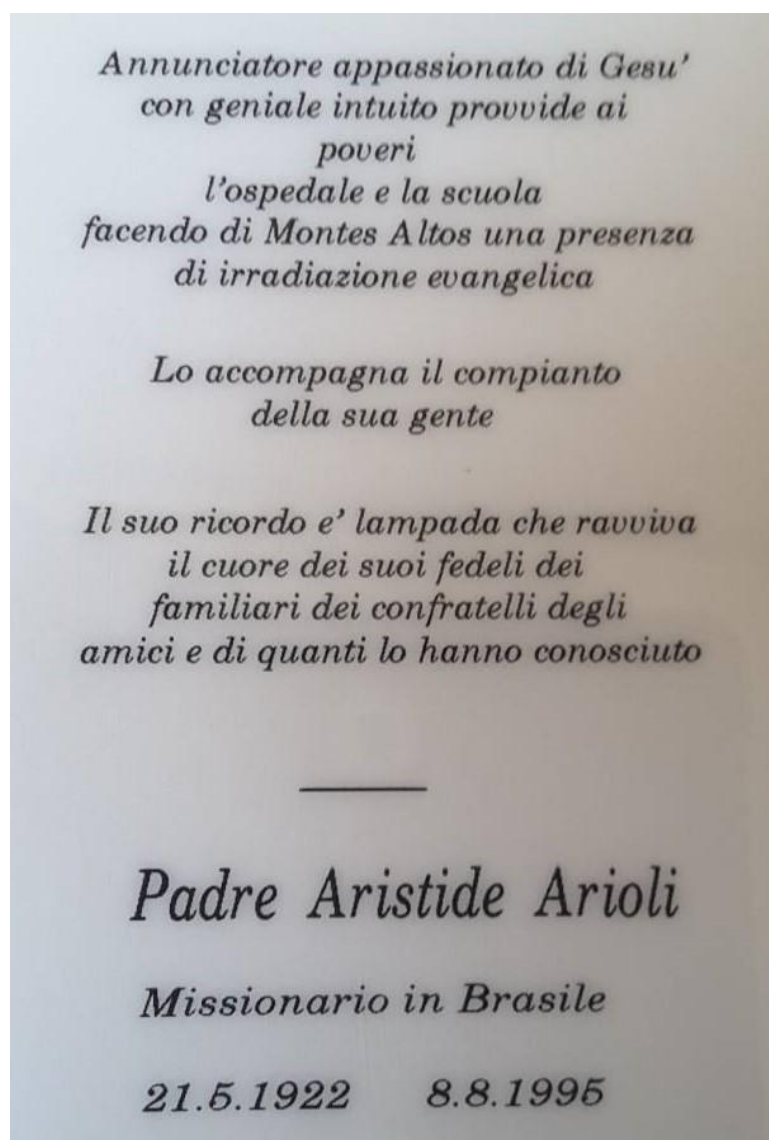 Annunciatore appassionato di Gesu'
con geniale intuito provvide ai
poveri
l'ospedale e la scuola
facendo di Montes Altos una presenza
di irradiazione evangelica
Lo accompagna il compianto
della sua gente
Il suo ricordo e' lampada che ravviva
il cuore dei suoi fedeli dei
familiari dei confratelli degli
amici e di quanti lo hanno conosciuto
Padre Aristide Arioli
Missionario in Brasile
21.5.1922 8.8.1995